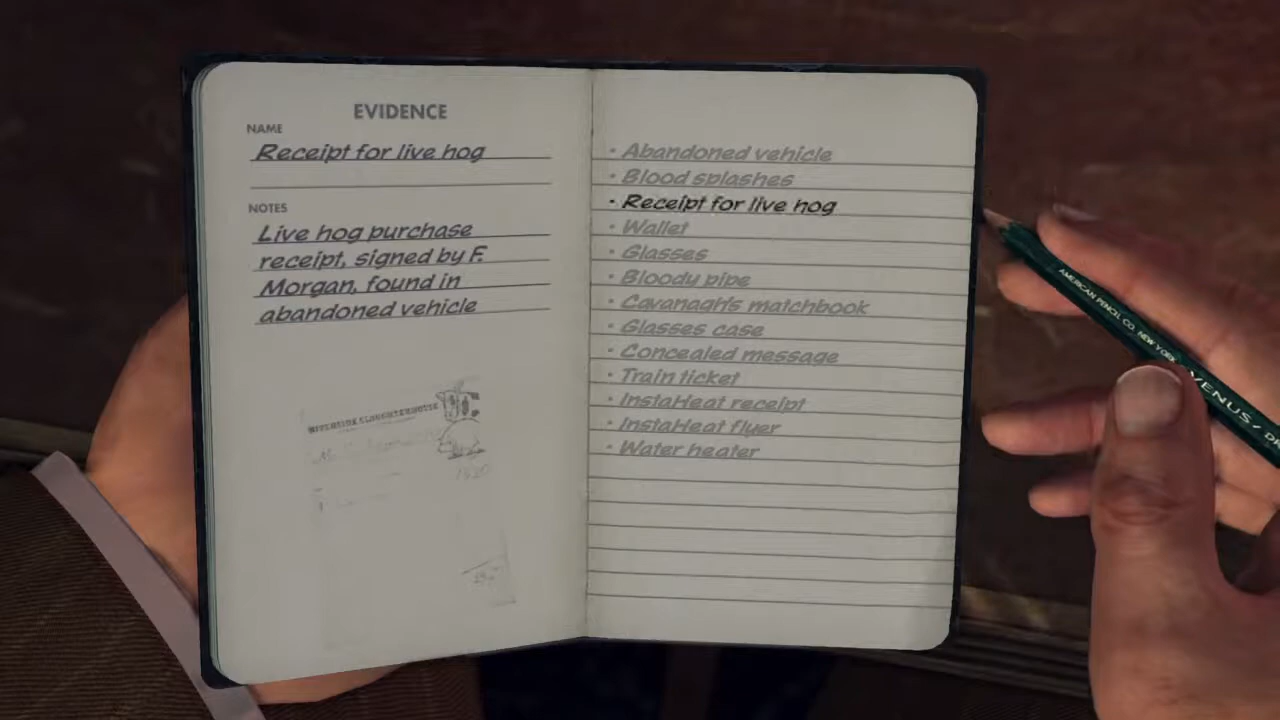 EVIDENCE
NAME
Receipt for live hog
NOTES
Live hog purchase
receipt, signed by F.
Morgan, found in
abandoned vehicle
RIVERSIDE SLAUGHTERHOUSE
• Abandoned vehicle
• Blood splashes
• Receipt for live hog
• Wallet
• Glasses
• Bloody pipe
• Cavanagh's matchbook
• Glasses case
• Concealed message
• Train ticket
• InstaHeat receipt
• InstaHeat flyer
• Water heater
AMERICAN PENCIL CO. NEW YORK
VENUS